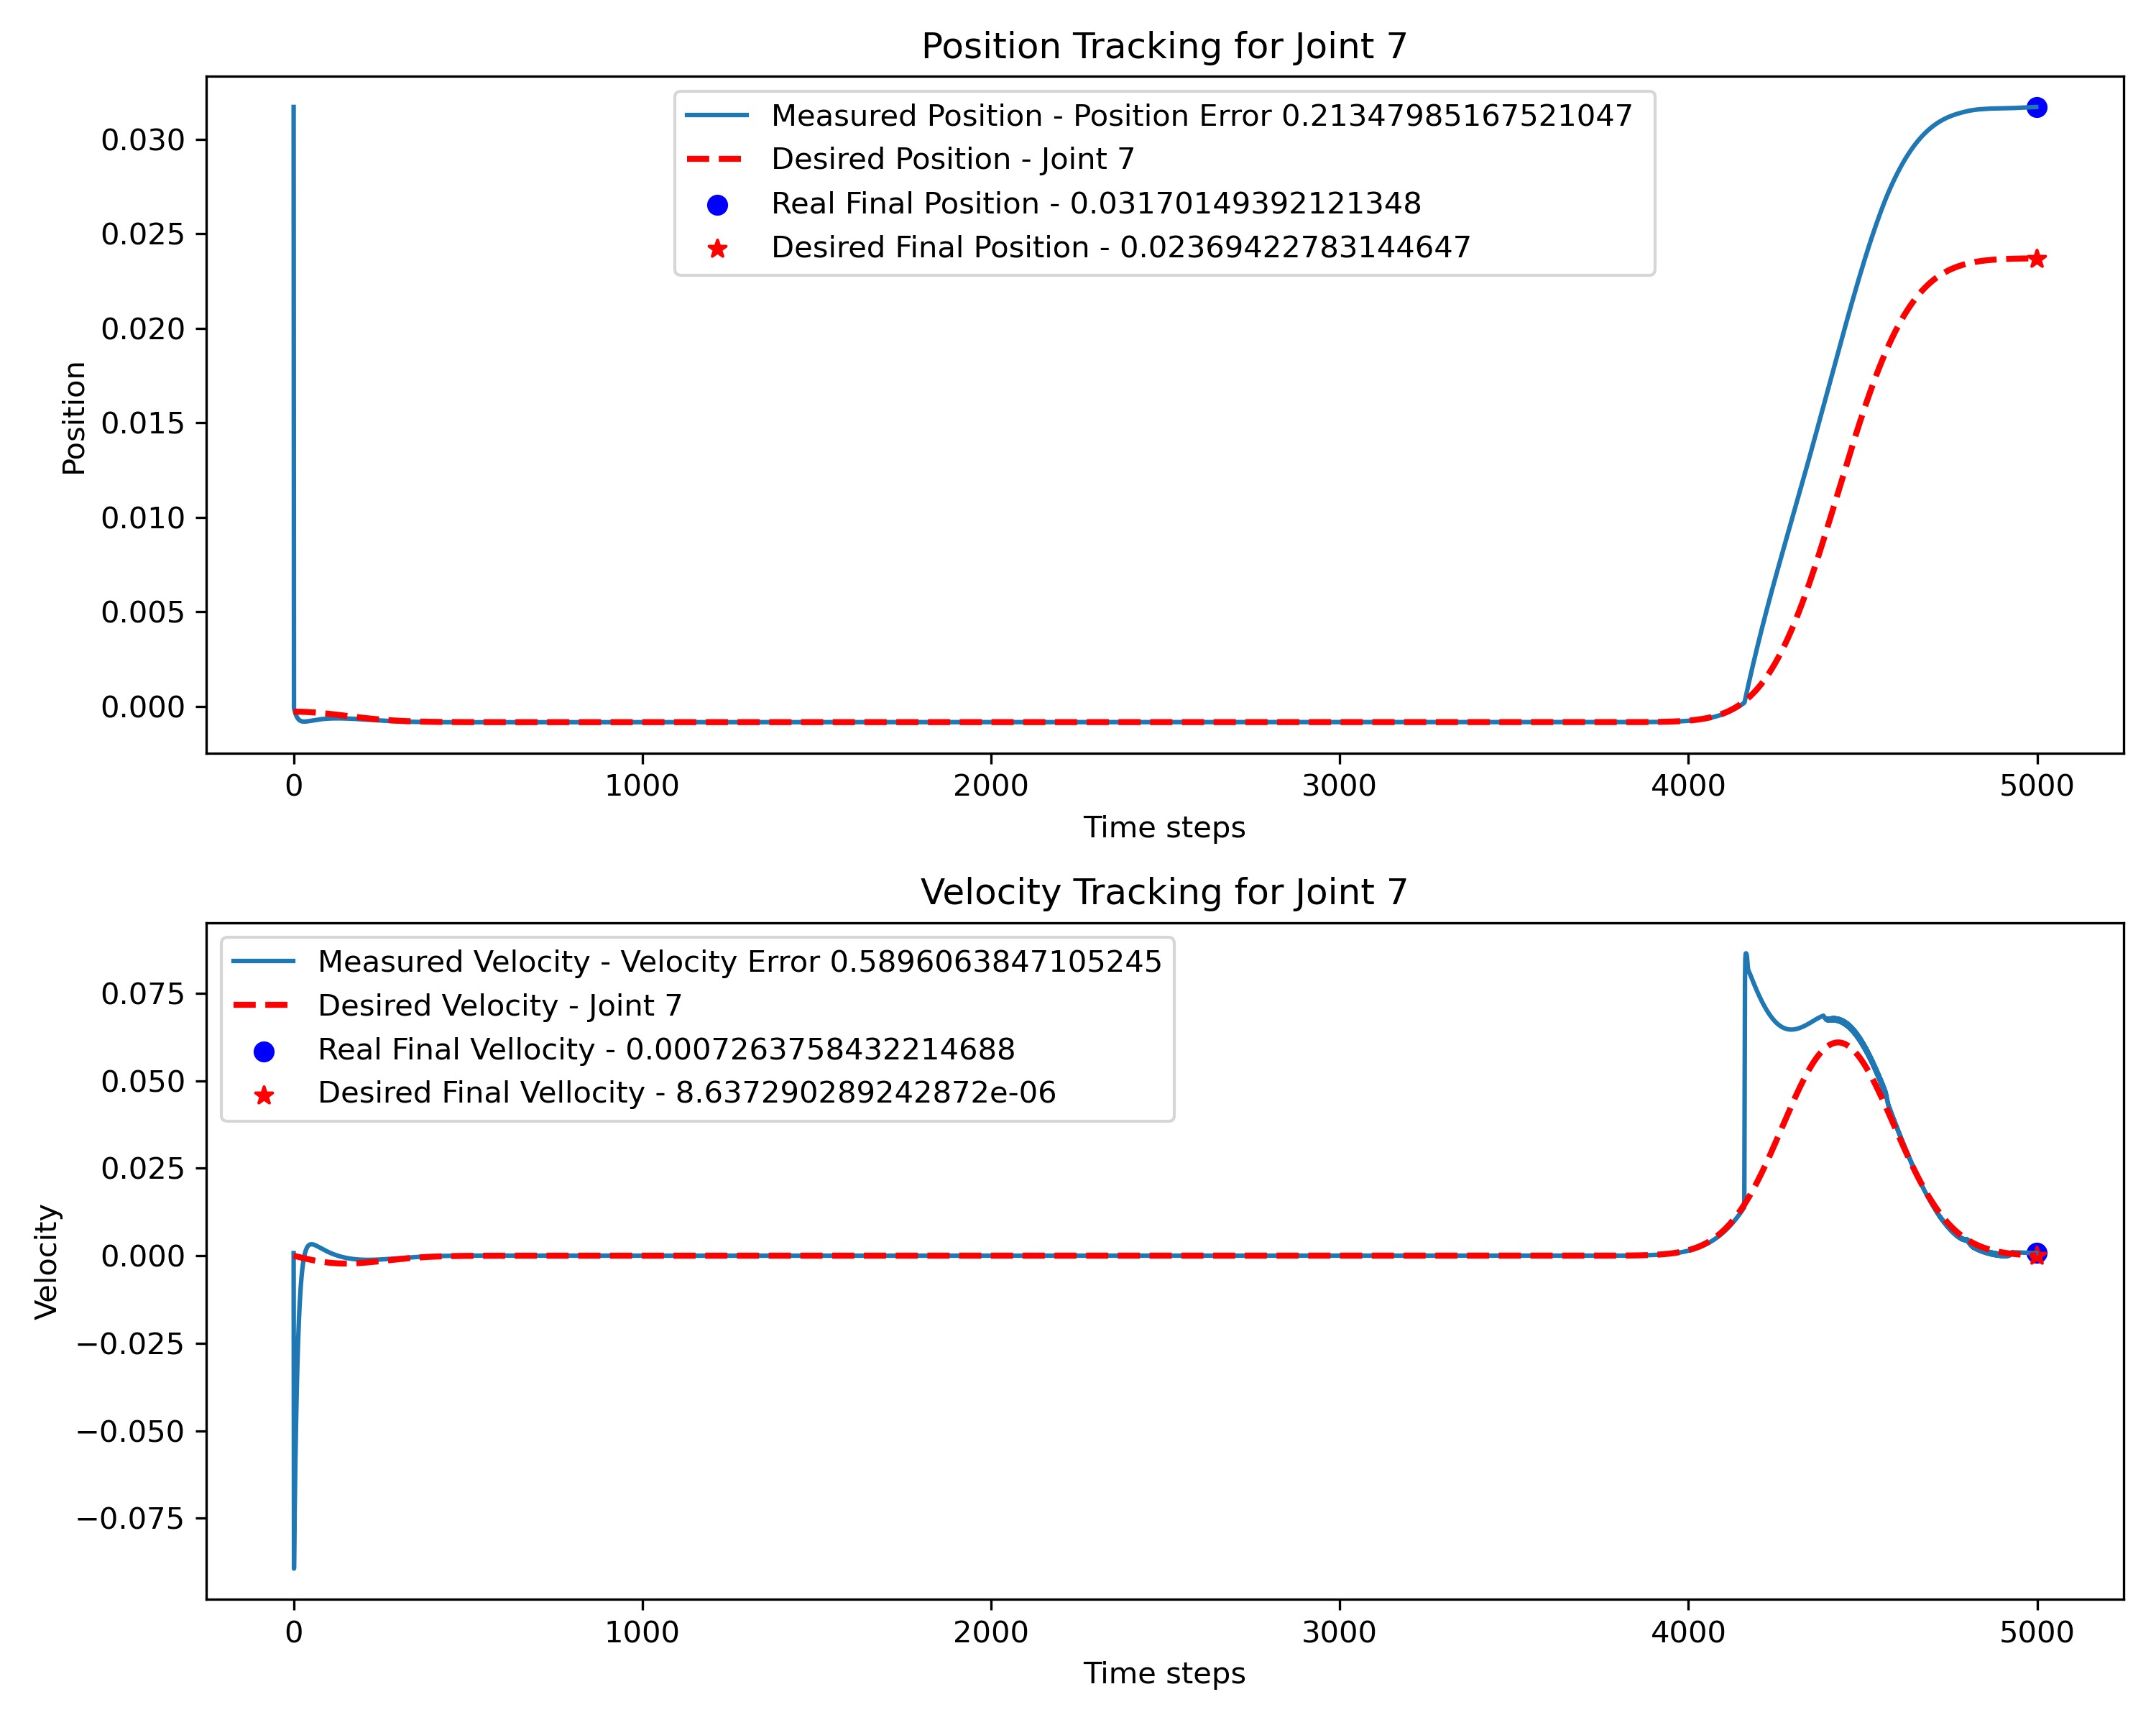 Position Tracking for Joint 7
Measured Position - Position Error 0.21347985167521047
Desired Position - Joint 7
Real Final Position - 0.03170149392121348
Desired Final Position - 0.02369422783144647
0.030
0.025
0.020
0.015
0.010
0.005
0.000
Position
0 1000 2000 3000 4000 5000
Time steps
Velocity Tracking for Joint 7
Measured Velocity - Velocity Error 0.5896063847105245
Desired Velocity - Joint 7
Real Final Vellocity - 0.0007263758432214688
Desired Final Vellocity - 8.637290289242872e-06
0.075
0.050
0.025
0.000
−0.025
−0.050
−0.075
Velocity
0 1000 2000 3000 4000 5000
Time steps